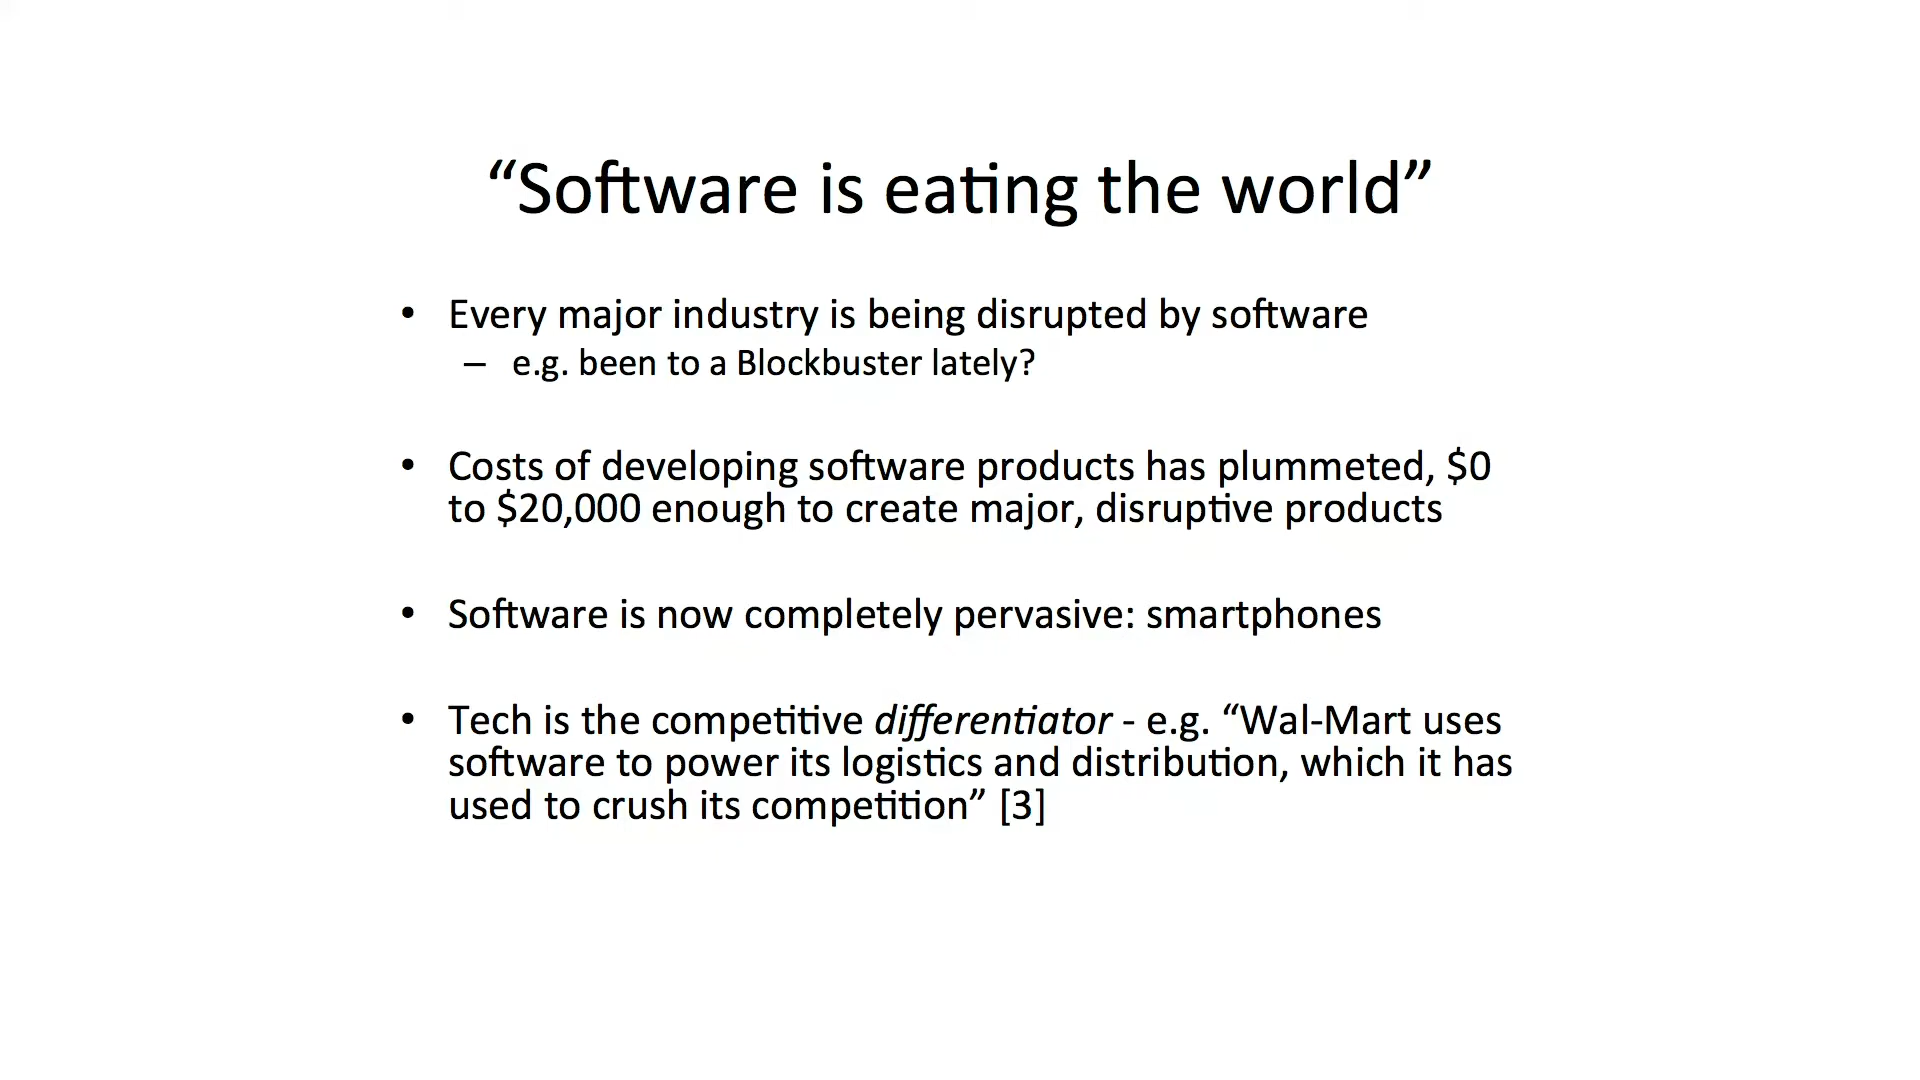 “Software is eating the world”
• Every major industry is being disrupted by software
– e.g. been to a Blockbuster lately?
• Costs of developing software products has plummeted, $0
to $20,000 enough to create major, disruptive products
• Software is now completely pervasive: smartphones
• Tech is the competitive differentiator - e.g. “Wal-Mart uses
software to power its logistics and distribution, which it has
used to crush its competition” [3]